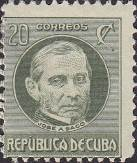 CORREOS
20 C
JOSE A SACO
REPUBLICA DE CUBA